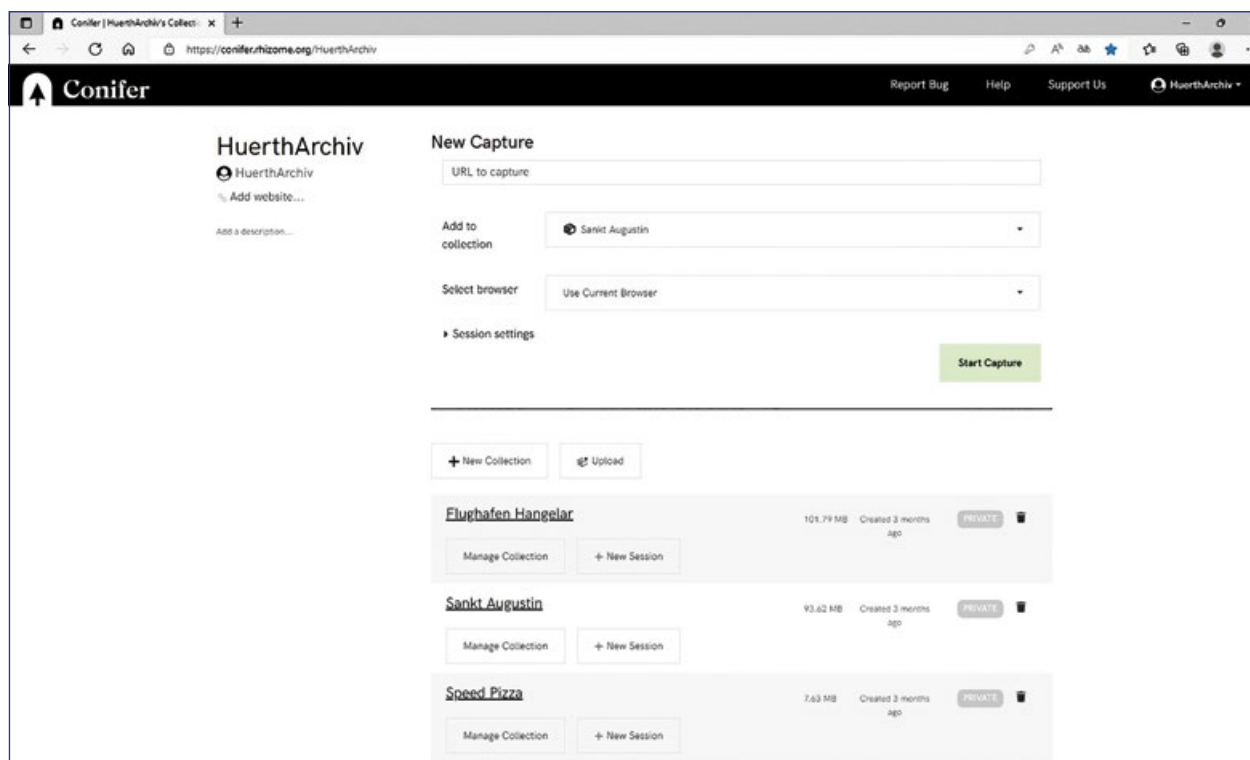 Conifer | HuerthArchiv's Collecti
https://conifer.rhizome.org/HuerthArchiv
Conifer
Report Bug
Help
Support Us
HuerthArchiv
HuerthArchiv
HuerthArchiv
Add website...
Add a description...
New Capture
URL to capture
Add to
collection
Sankt Augustin
Select browser
Use Current Browser
Session settings
Start Capture
+ New Collection
Upload
Flughafen Hangelar
101.79 MB
Created 3 months
ago
PRIVATE
Manage Collection
+ New Session
Sankt Augustin
93.62 MB
Created 3 months
ago
PRIVATE
Manage Collection
+ New Session
Speed Pizza
7.63 MB
Created 3 months
ago
PRIVATE
Manage Collection
+ New Session